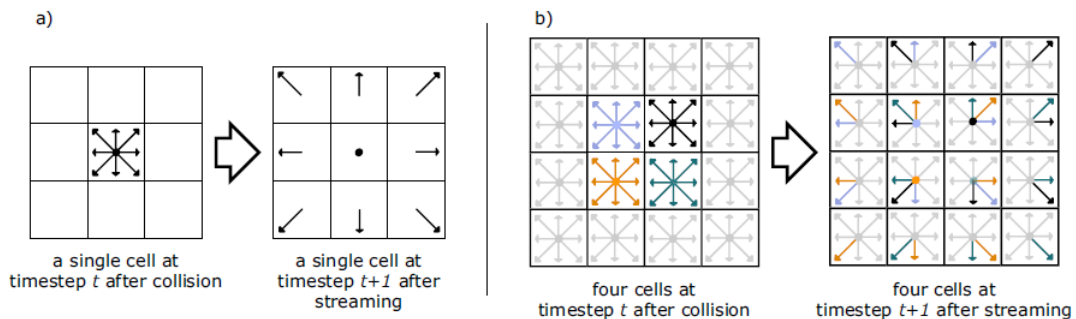 a)
a single cell at
timestep t after collision
a single cell at
timestep t+1 after
streaming
b)
four cells at
timestep t after collision
four cells at
timestep t+1 after streaming